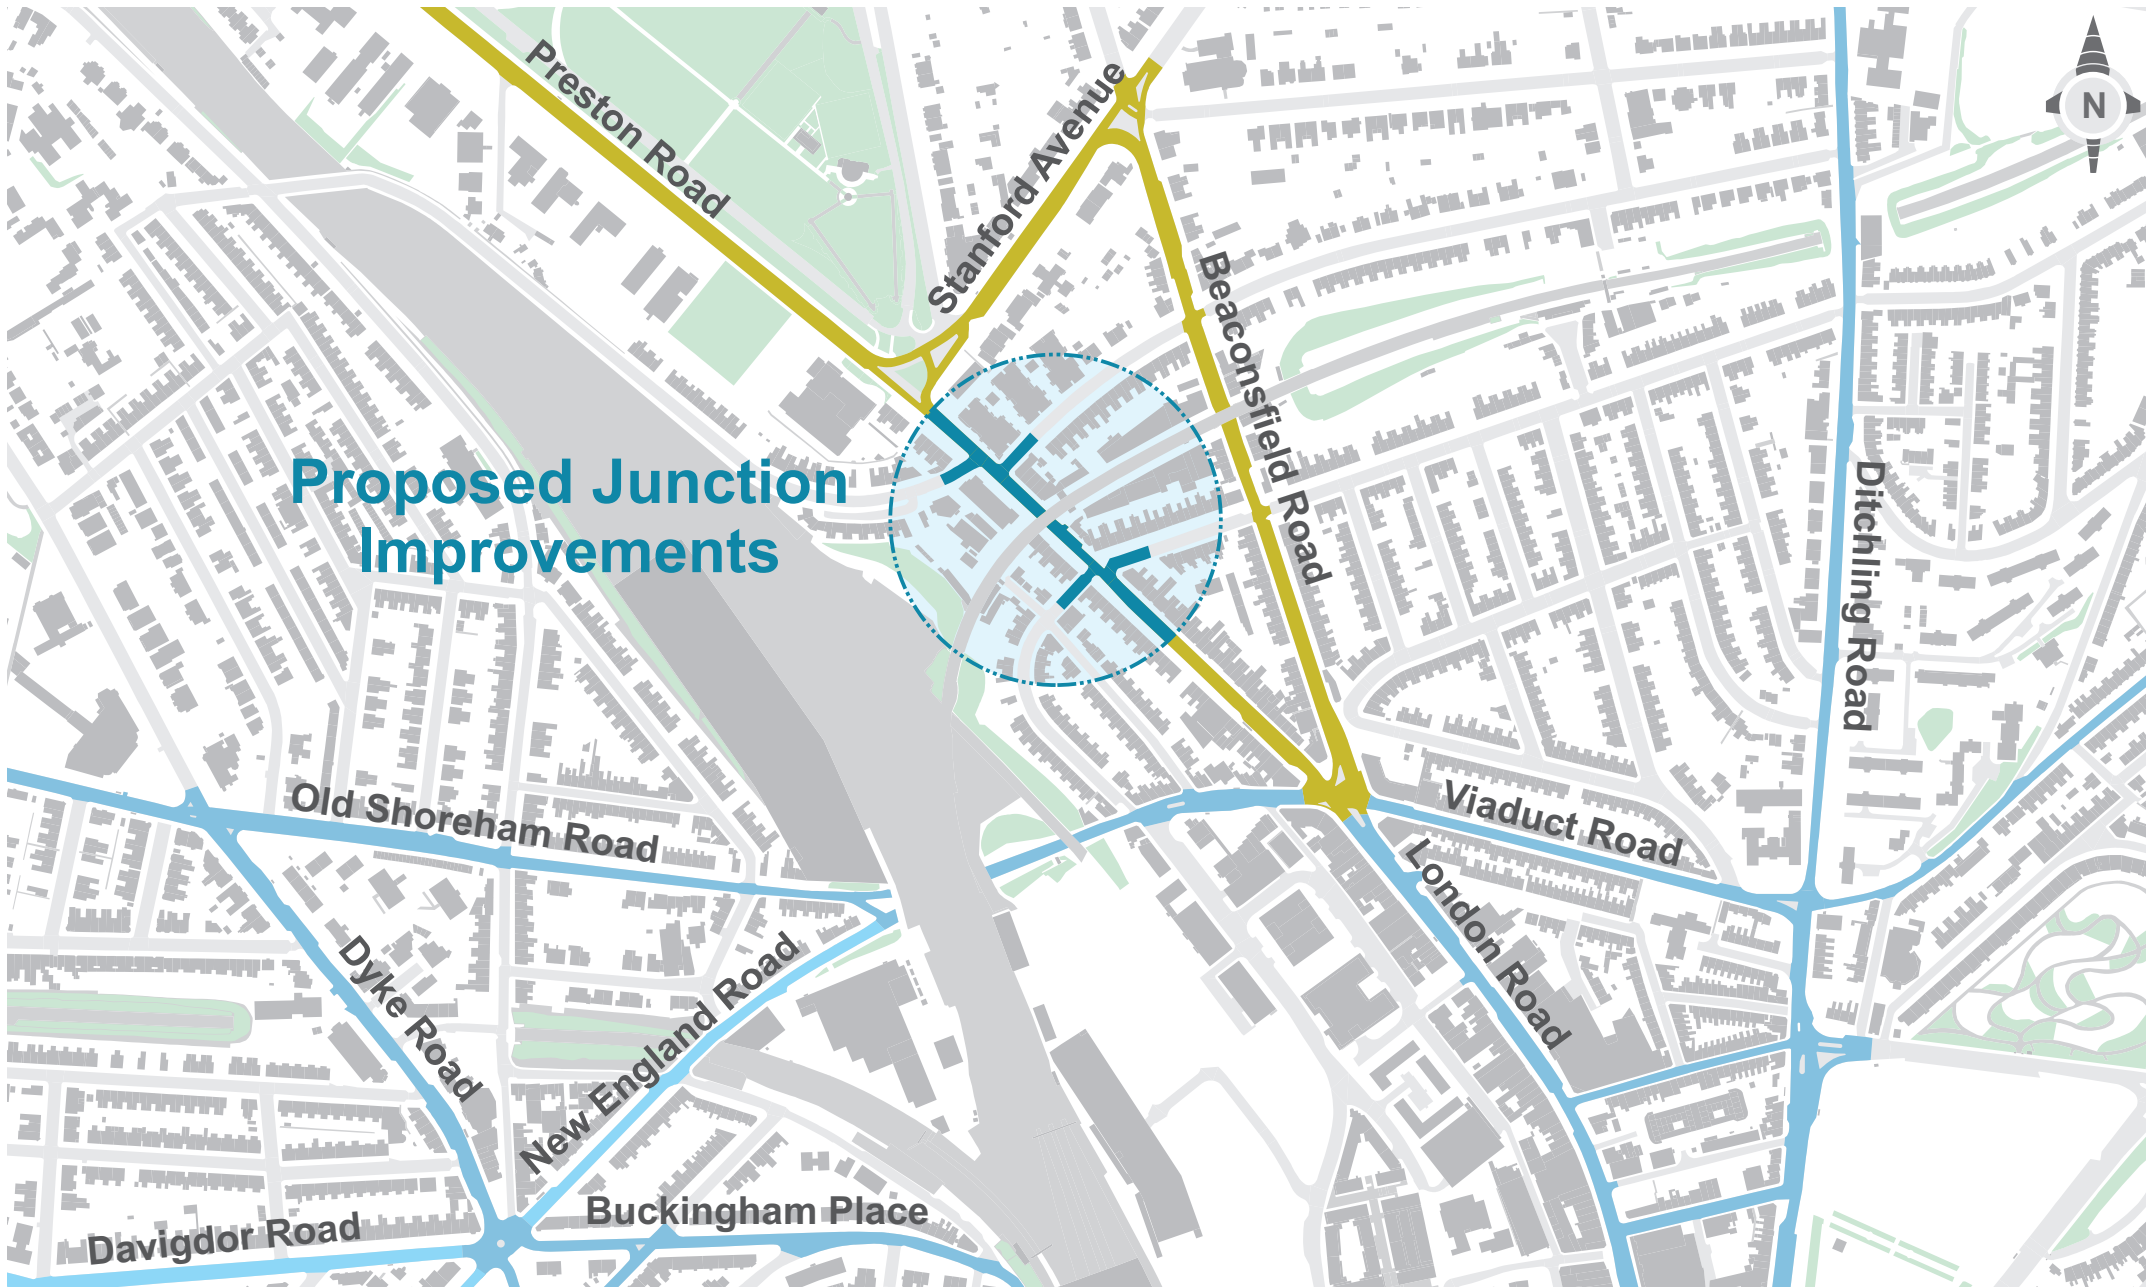 Preston Road
Stanford Avenue
N
Beaconsfield Road
Proposed Junction
Improvements
Ditchling Road
Old Shoreham Road
Viaduct Road
London Road
Dyke Road
New England Road
Buckingham Place
Davigdor Road